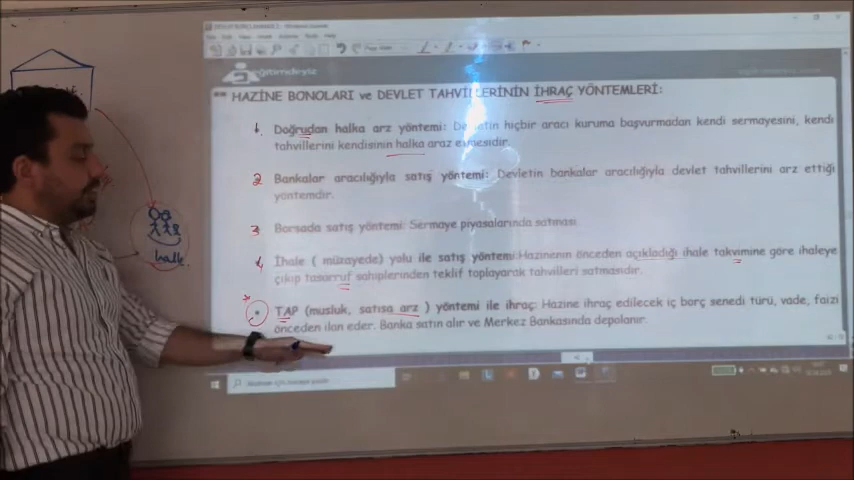 eğitimdeyiz
HAZİNE BONOLARI ve DEVLET TAHVİLLERİNİN İHRAÇ YÖNTEMLERİ:
1. Doğrudan halka arz yöntemi: Devletin hiçbir aracı kuruma başvurmadan kendi sermayesini, kendi
tahvillerini kendisinin halka araz etmesidir.
2 Bankalar aracılığıyla satış yöntemi: Devletin bankalar aracılığıyla devlet tahvillerini arz ettiği
yöntemdir.
3 Borsada satış yöntemi: Sermaye piyasalarında satması.
4 İhale ( müzayede) yolu ile satış yöntemi:Hazinenin önceden açıkladığı ihale takvimine göre ihaleye
çıkıp tasarruf sahiplerinden teklif toplayarak tahvilleri satmasıdır.
* TAP (musluk, satışa arz ) yöntemi ile ihraç: Hazine ihraç edilecek iç borç senedi türü, vade, faizi
önceden ilan eder. Banka satın alır ve Merkez Bankasında depolanır.
halk